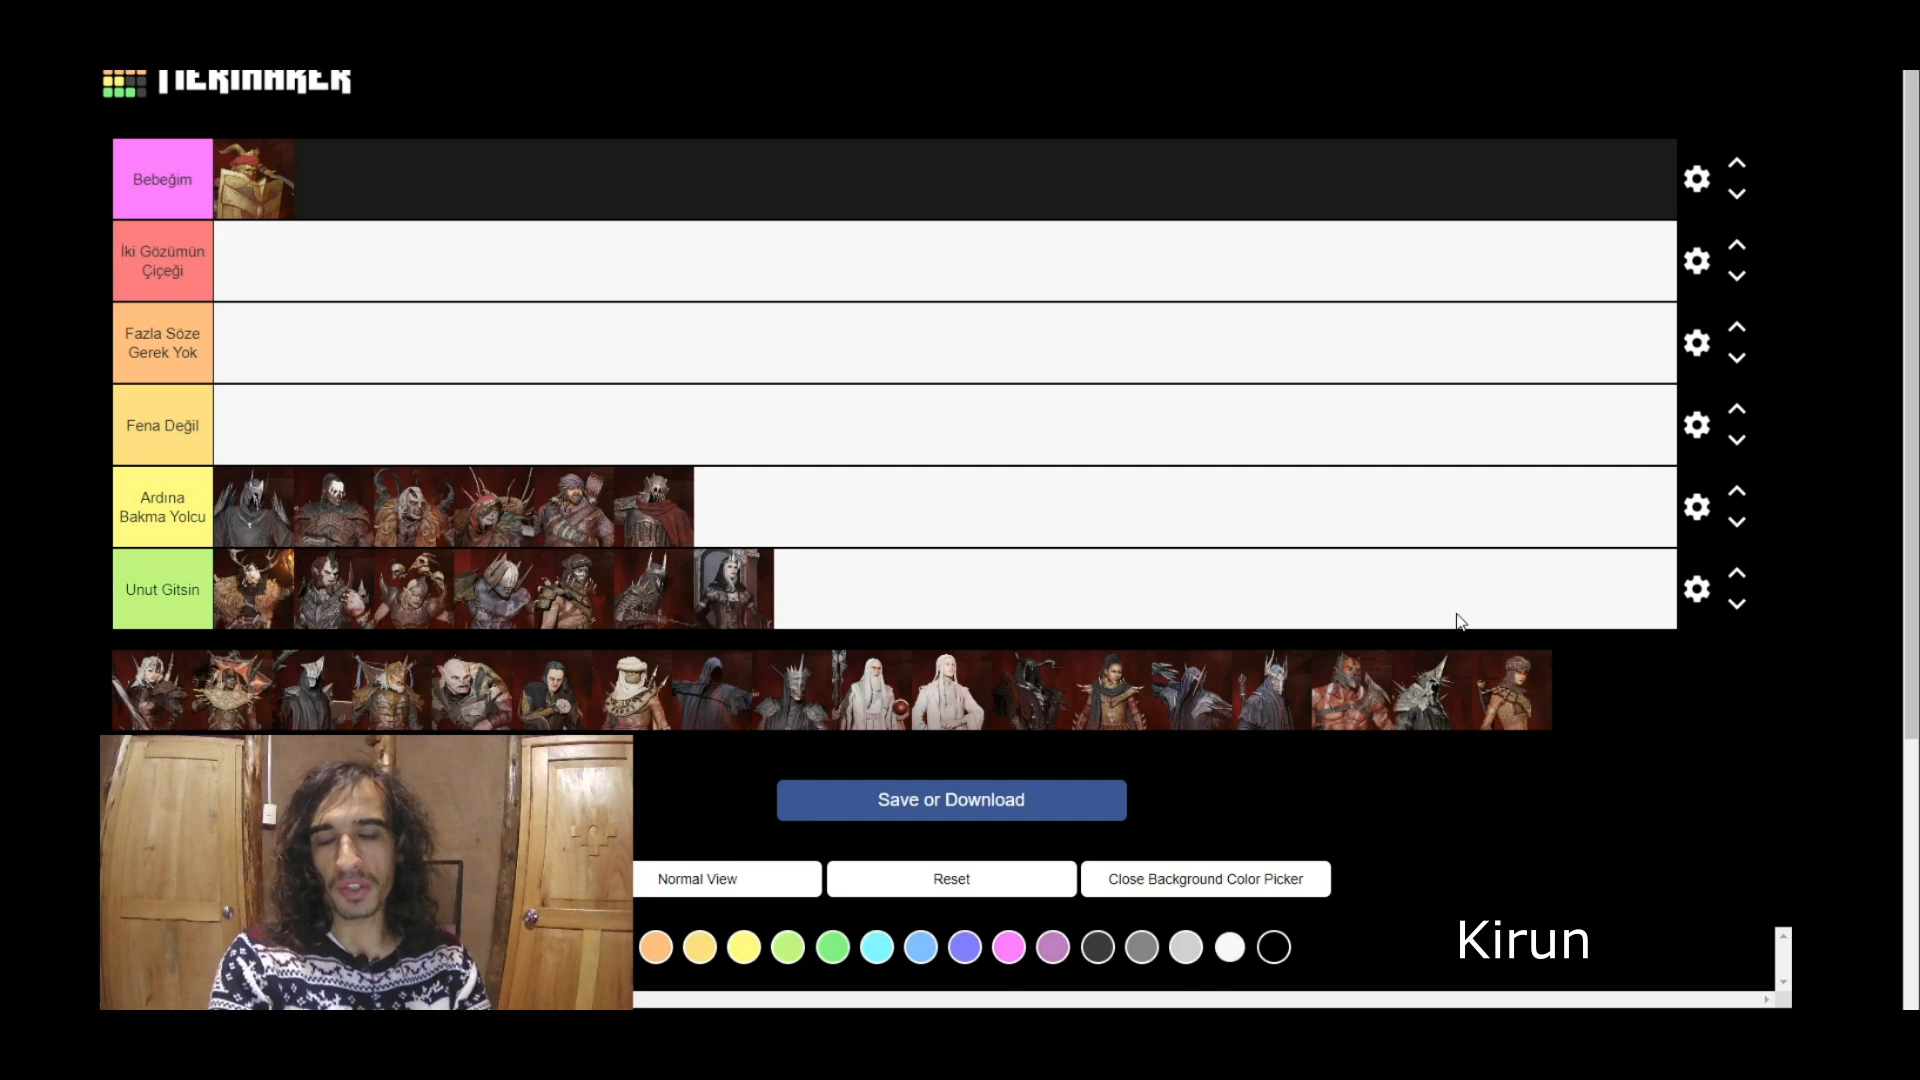 TIERMAKER
Bebeğim
İki Gözümün
Çiçeği
Fazla Söze
Gerek Yok
Fena Değil
Ardına
Bakma Yolcu
Unut Gitsin
Save or Download
Normal View
Reset
Close Background Color Picker
Kirun